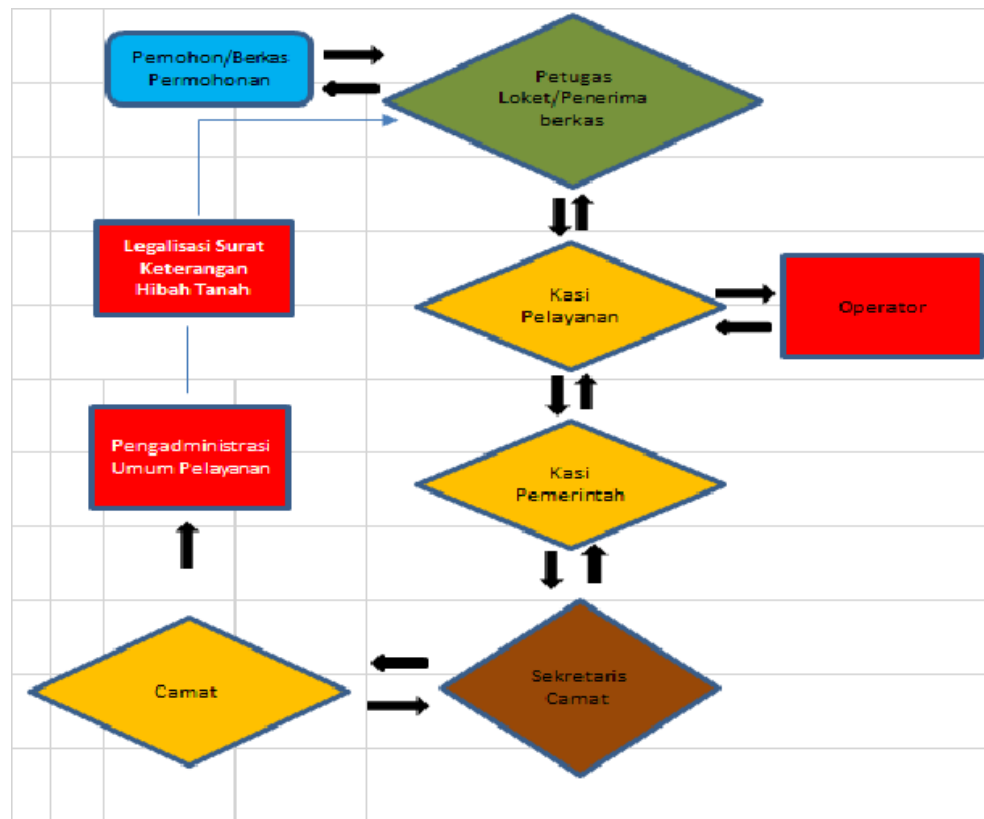 Pemohon/Berkas
Permohonan
Petugas
Loket/Penerima
berkas
Legalisasi Surat
Keterangan
Hibah Tanah
Kasi
Pelayanan
Operator
Pengadministrasi
Umum Pelayanan
Kasi
Pemerintah
Camat
Sekretaris
Camat